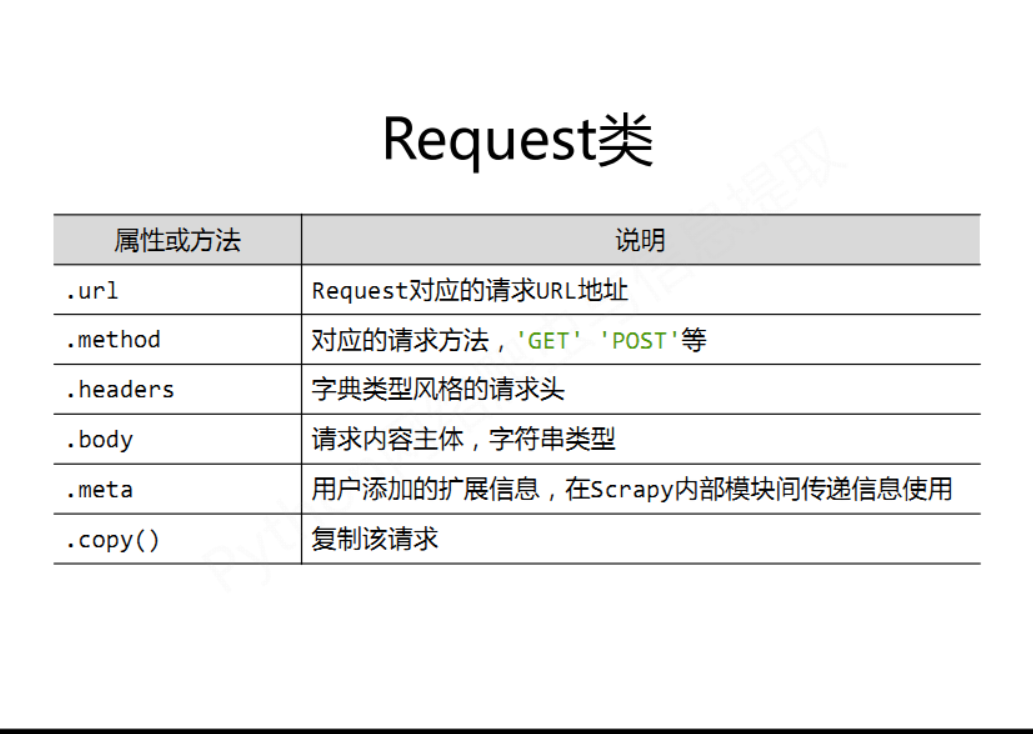 Request类
属性或方法 说明
.url Request对应的请求URL地址
.method 对应的请求方法，'GET' 'POST'等
.headers 字典类型风格的请求头
.body 请求内容主体，字符串类型
.meta 用户添加的扩展信息，在Scrapy内部模块间传递信息使用
.copy() 复制该请求